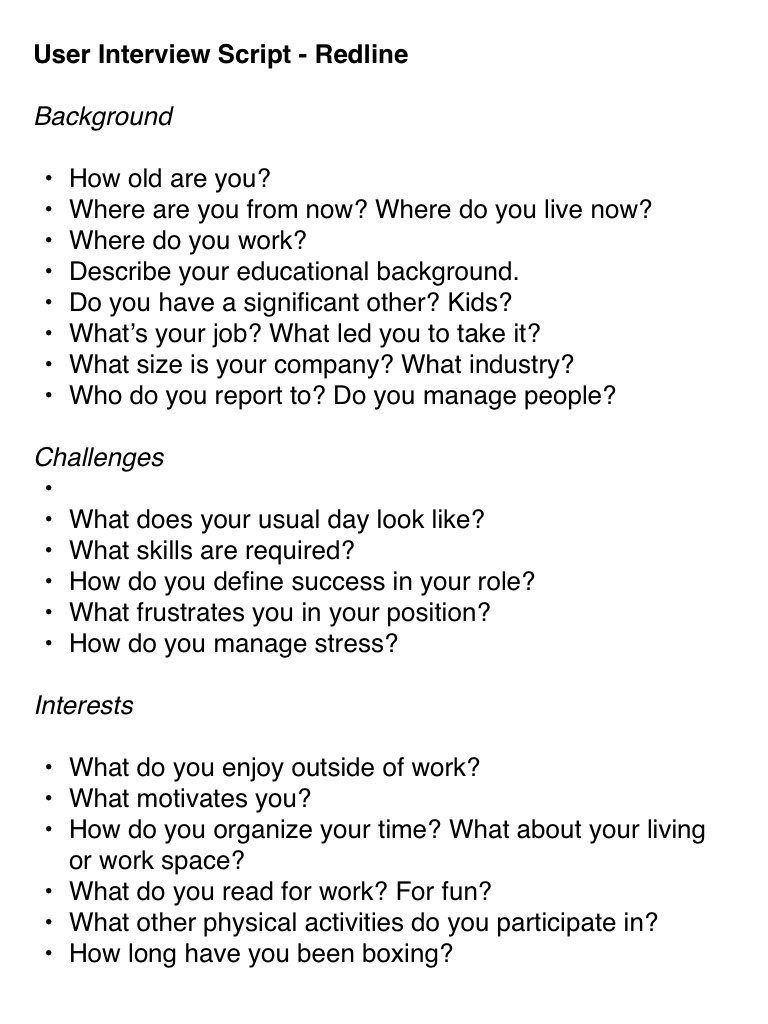 User Interview Script - Redline
Background
• How old are you?
• Where are you from now? Where do you live now?
• Where do you work?
• Describe your educational background.
• Do you have a significant other? Kids?
• What’s your job? What led you to take it?
• What size is your company? What industry?
• Who do you report to? Do you manage people?
Challenges
•
• What does your usual day look like?
• What skills are required?
• How do you define success in your role?
• What frustrates you in your position?
• How do you manage stress?
Interests
• What do you enjoy outside of work?
• What motivates you?
• How do you organize your time? What about your living
or work space?
• What do you read for work? For fun?
• What other physical activities do you participate in?
• How long have you been boxing?